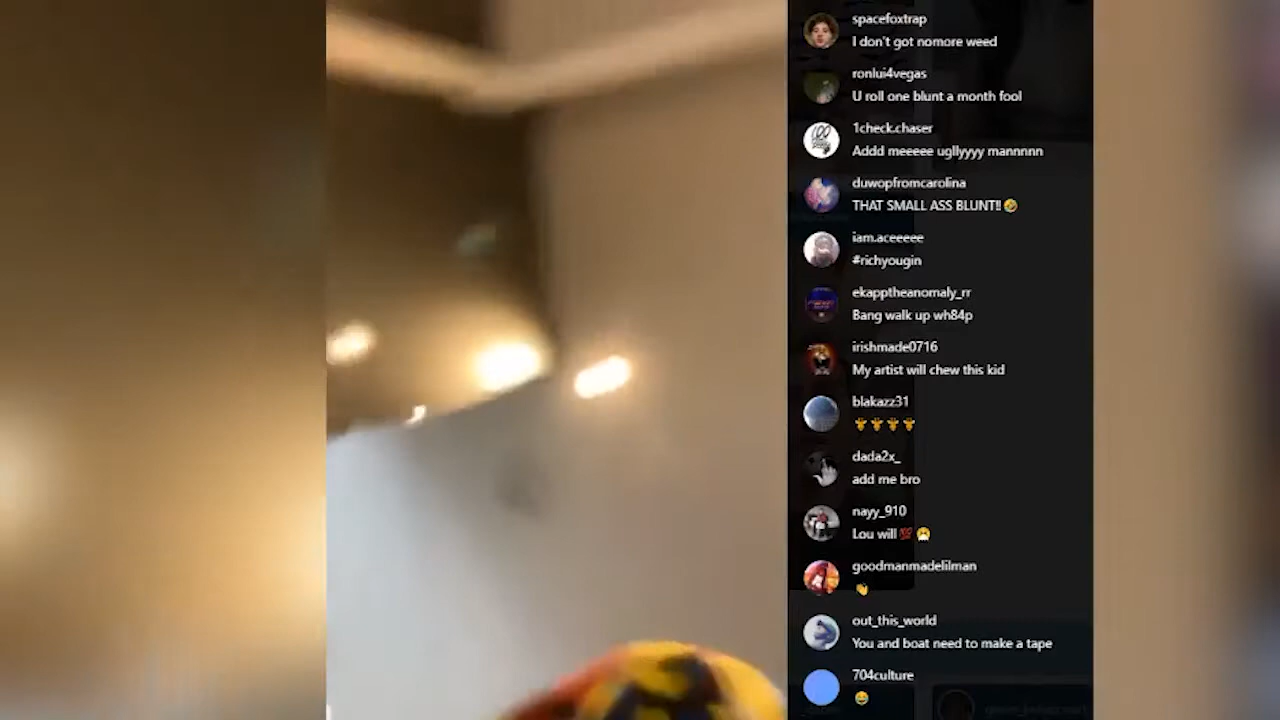 spacefoxtrap
I don't got nomore weed
ronlui4vegas
U roll one blunt a month fool
1check.chaser
Addd meeeee ugllyyyy mannnnn
duwopfromcarolina
THAT SMALL ASS BLUNT!! 🤣
iam.aceeeee
#richyougin
ekapptheanomaly_rr
Bang walk up wh84p
irishmade0716
My artist will chew this kid
blakazz31
dada2x_
add me bro
nayy_910
Lou will 💯 😷
goodmanmadelilman
👏
out_this_world
You and boat need to make a tape
704culture
😂